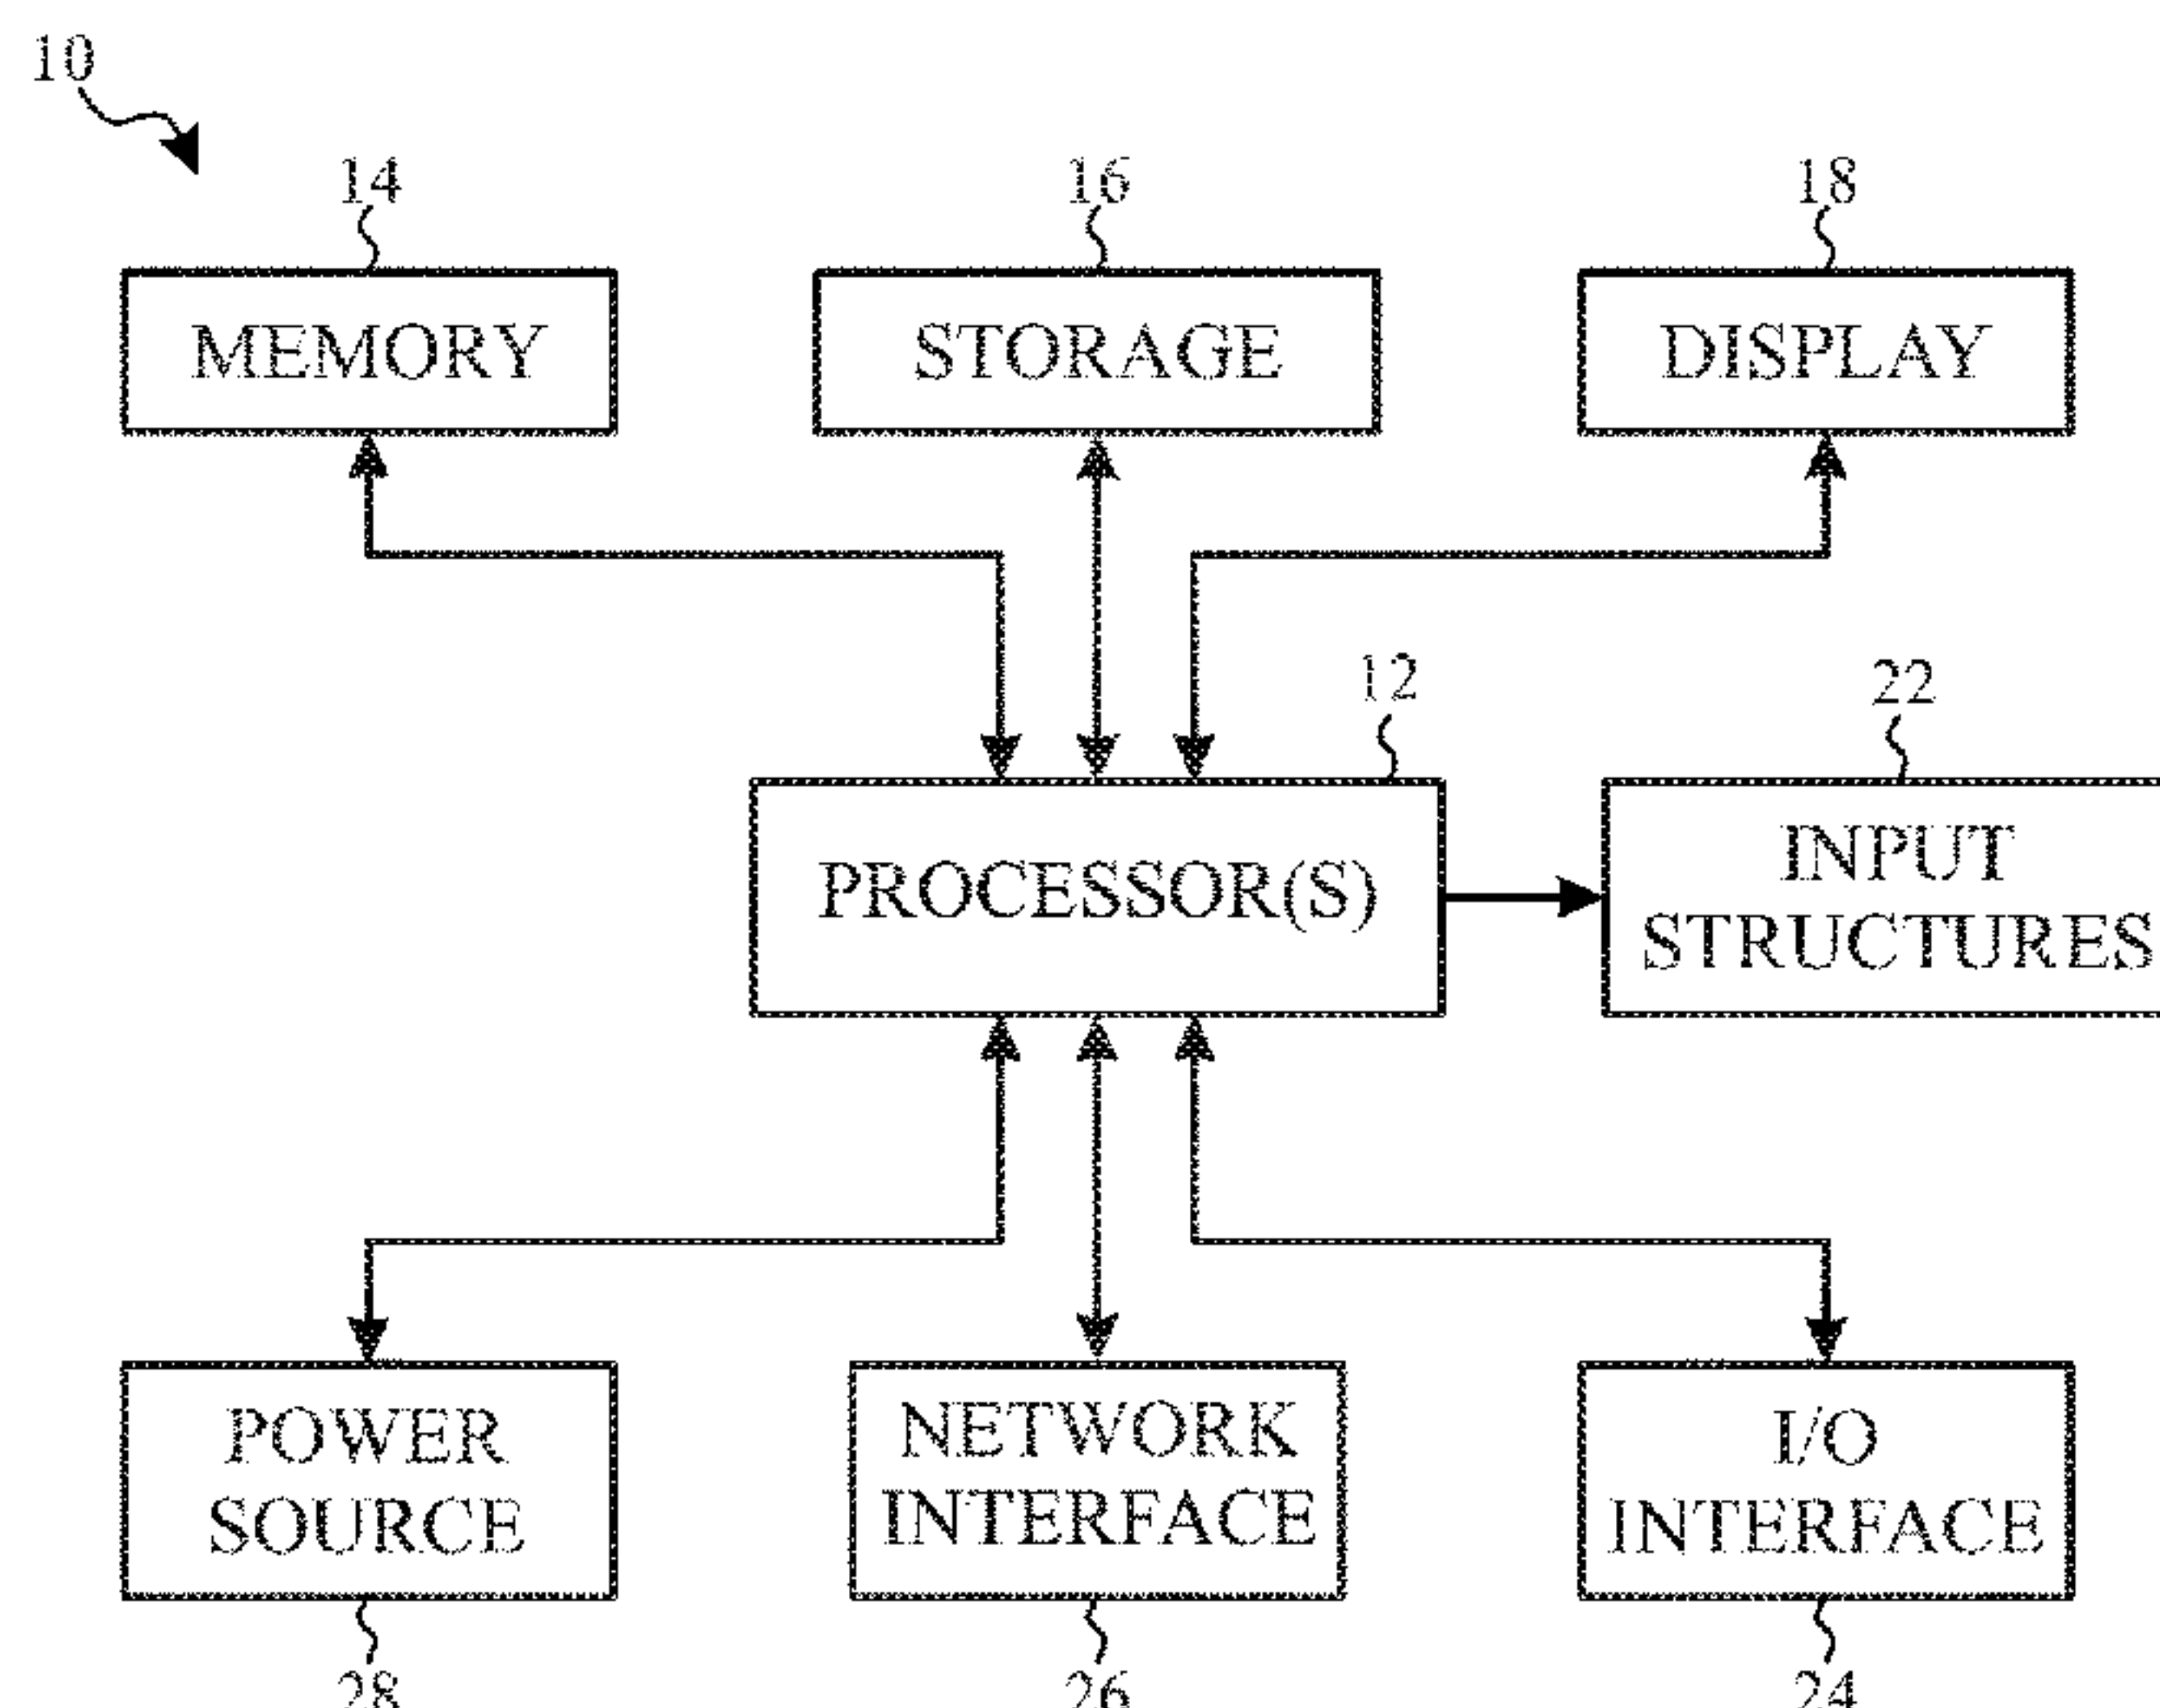 10
14
16
18
MEMORY
STORAGE
DISPLAY
12
22
PROCESSOR(S)
INPUT
STRUCTURES
POWER
SOURCE
NETWORK
INTERFACE
I/O
INTERFACE
28
26
24